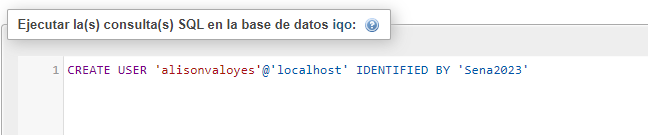 Ejecutar la(s) consulta(s) SQL en la base de datos iqo:
1 CREATE USER 'alisonvaloyes'@'localhost' IDENTIFIED BY 'Sena2023'